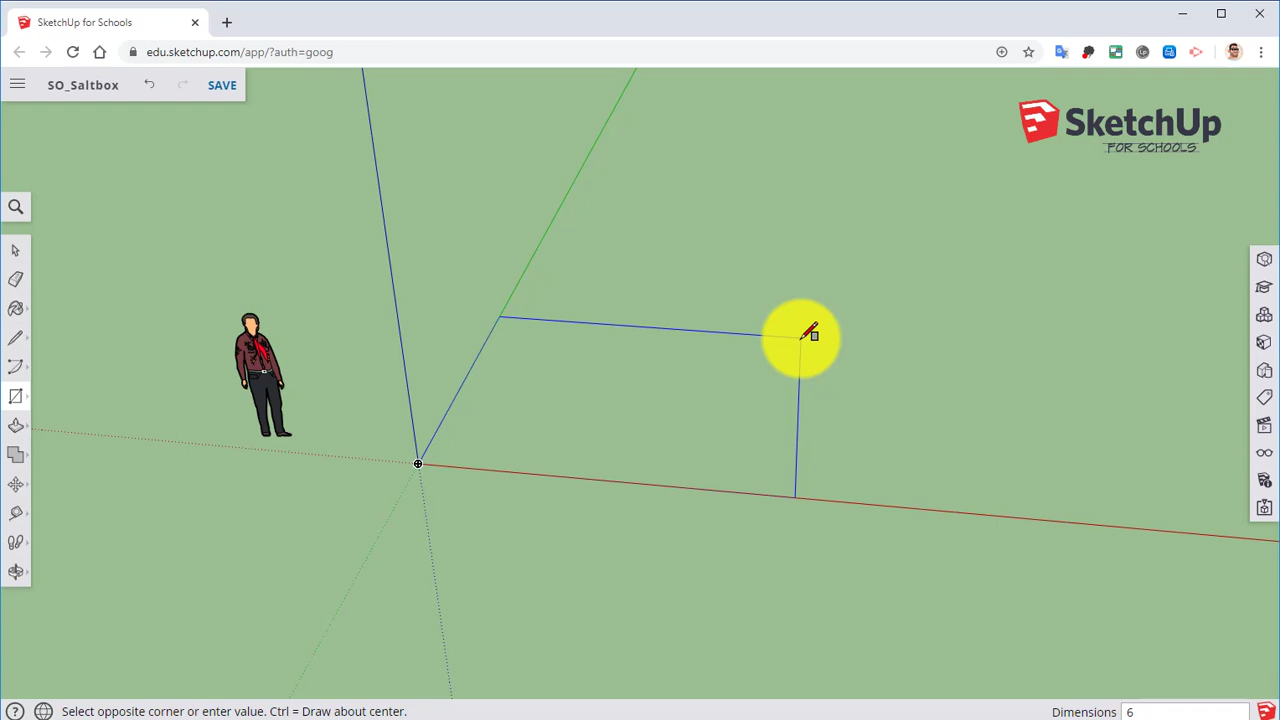 SketchUp for Schools
edu.sketchup.com/app/?auth=goog
SO_Saltbox
SAVE
SketchUp
FOR SCHOOLS
Select opposite corner or enter value. Ctrl = Draw about center.
Dimensions
6